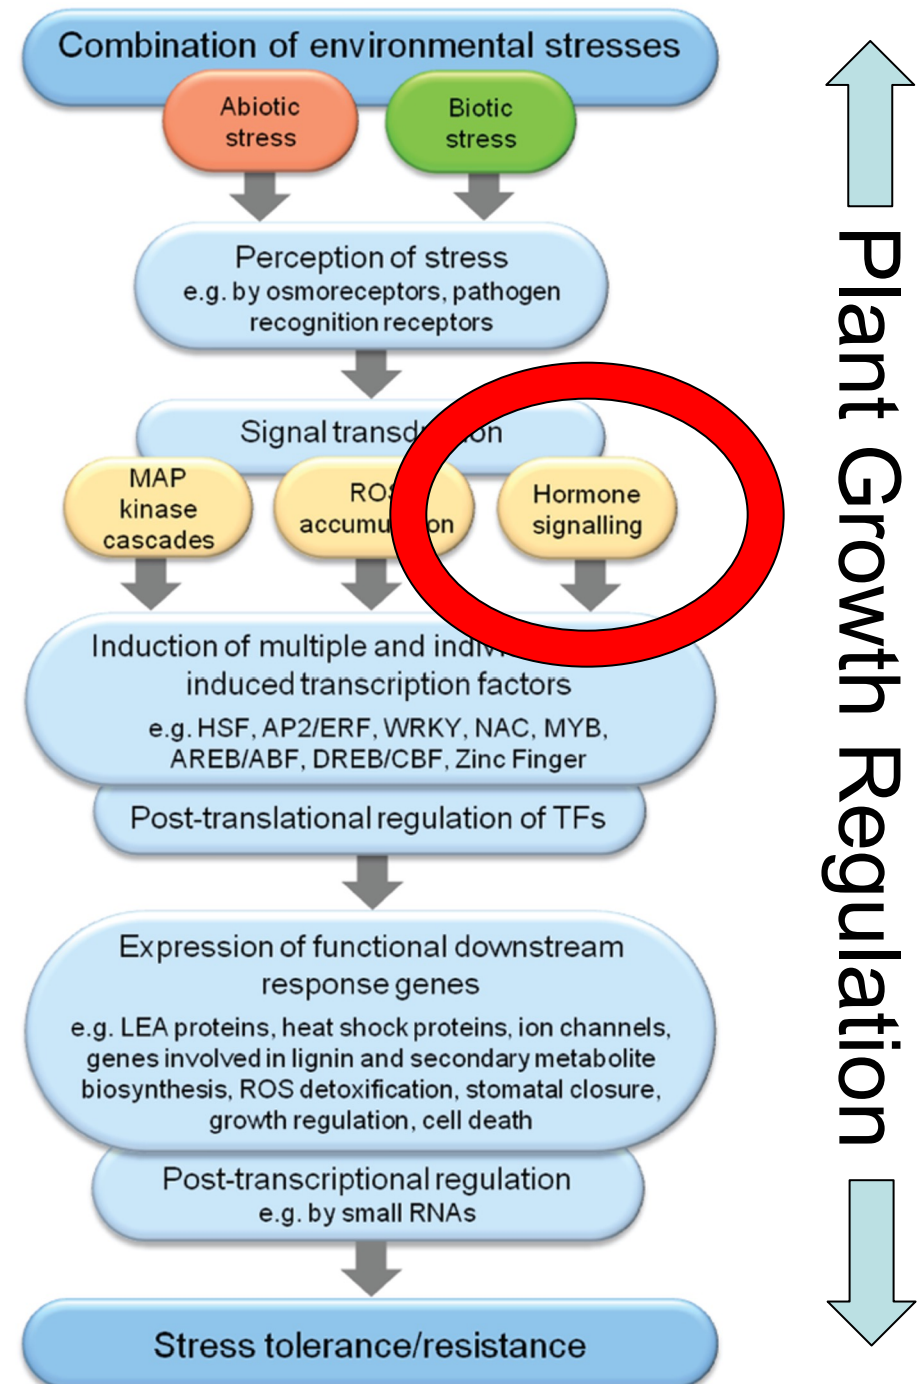 Combination of environmental stresses
Abiotic
stress
Biotic
stress
Perception of stress
e.g. by osmoreceptors, pathogen
recognition receptors
Signal
MAP
kinase
cascades
ROS
Hormone
signalling
Induction of multiple and
induced transcription factors
e.g. HSF, AP2/ERF, WRKY, NAC, MYB,
AREB/ABF, DREB/CBF, Zinc Finger
Post-translational regulation of TFs
Expression of functional downstream
response genes
e.g. LEA proteins, heat shock proteins, ion channels,
genes involved in lignin and secondary metabolite
biosynthesis, ROS detoxification, stomatal closure,
growth regulation, cell death
Post-transcriptional regulation
e.g. by small RNAs
Stress tolerance/resistance
Plant Growth Regulation